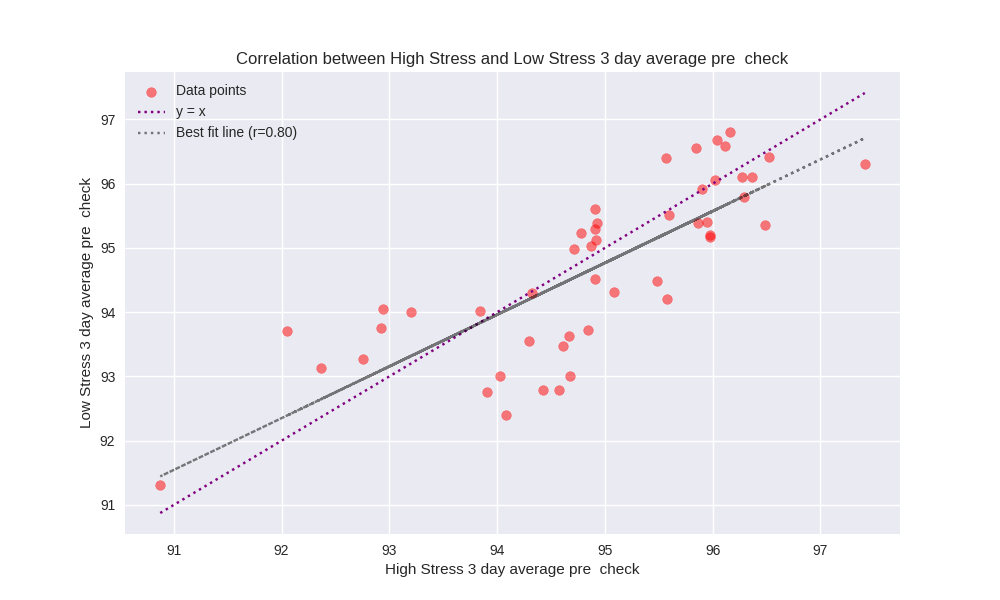 Correlation between High Stress and Low Stress 3 day average pre  check
Data points
y = x
Best fit line (r=0.80)
Low Stress 3 day average pre  check
97
96
95
94
93
92
91
91 92 93 94 95 96 97
High Stress 3 day average pre  check